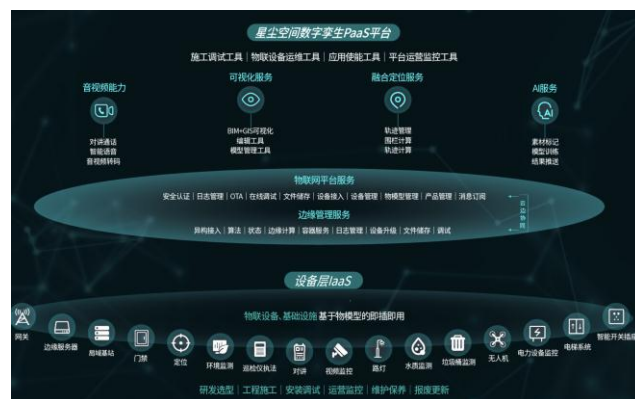 星尘空间数字孪生PaaS平台
施工调试工具｜物联设备运维工具｜应用使能工具｜平台运营监控工具
音视频能力
对讲通话
智能语音
音视频转码
可视化服务
BIM+GIS可视化
编辑工具
模型管理工具
融合定位服务
轨迹管理
围栏计算
轨迹计算
AI服务
AI
素材标记
模型训练
结果推送
物联网平台服务
安全认证｜日志管理｜OTA｜在线调试｜文件储存｜设备接入｜设备管理｜物模型管理｜产品管理｜消息订阅
边缘管理服务
异构接入｜算法｜状态｜边缘计算｜容器服务｜日志管理｜设备升级｜文件储存｜调试
云边协同
设备层IaaS
物联设备、基础设施 基于物模型的即插即用
网关
边缘服务器
局域基站
门禁
定位
环境监测
巡检仪执法
对讲
视频监控
路灯
水质监测
垃圾桶监测
无人机
电力设备监控
电梯系统
智能开关插座
研发选型｜工程施工｜安装调试｜运营监控｜维护保养｜报废更新